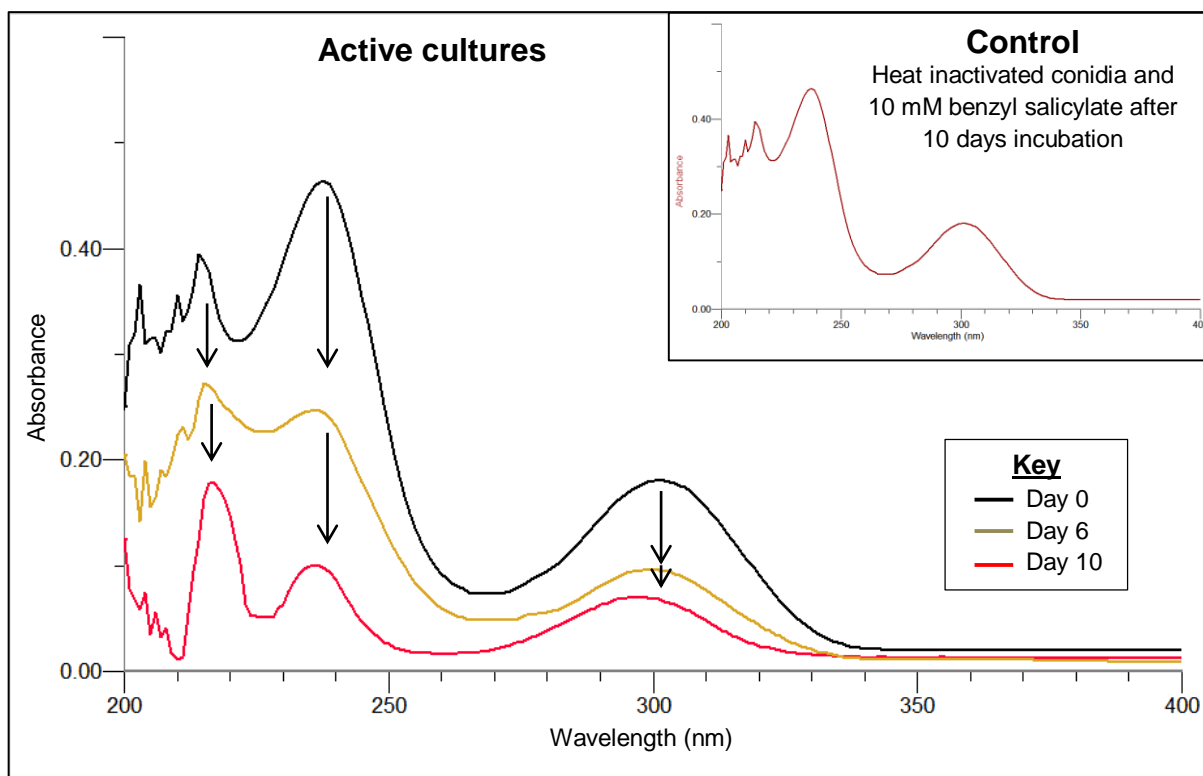 Active cultures
Control
Heat inactivated conidia and
10 mM benzyl salicylate after
10 days incubation
Absorbance
0.40
0.20
0.00
200
250
300
350
400
Wavelength (nm)
Absorbance
0.40
0.20
0.00
200
250
300
350
400
Wavelength (nm)
Key
Day 0
Day 6
Day 10